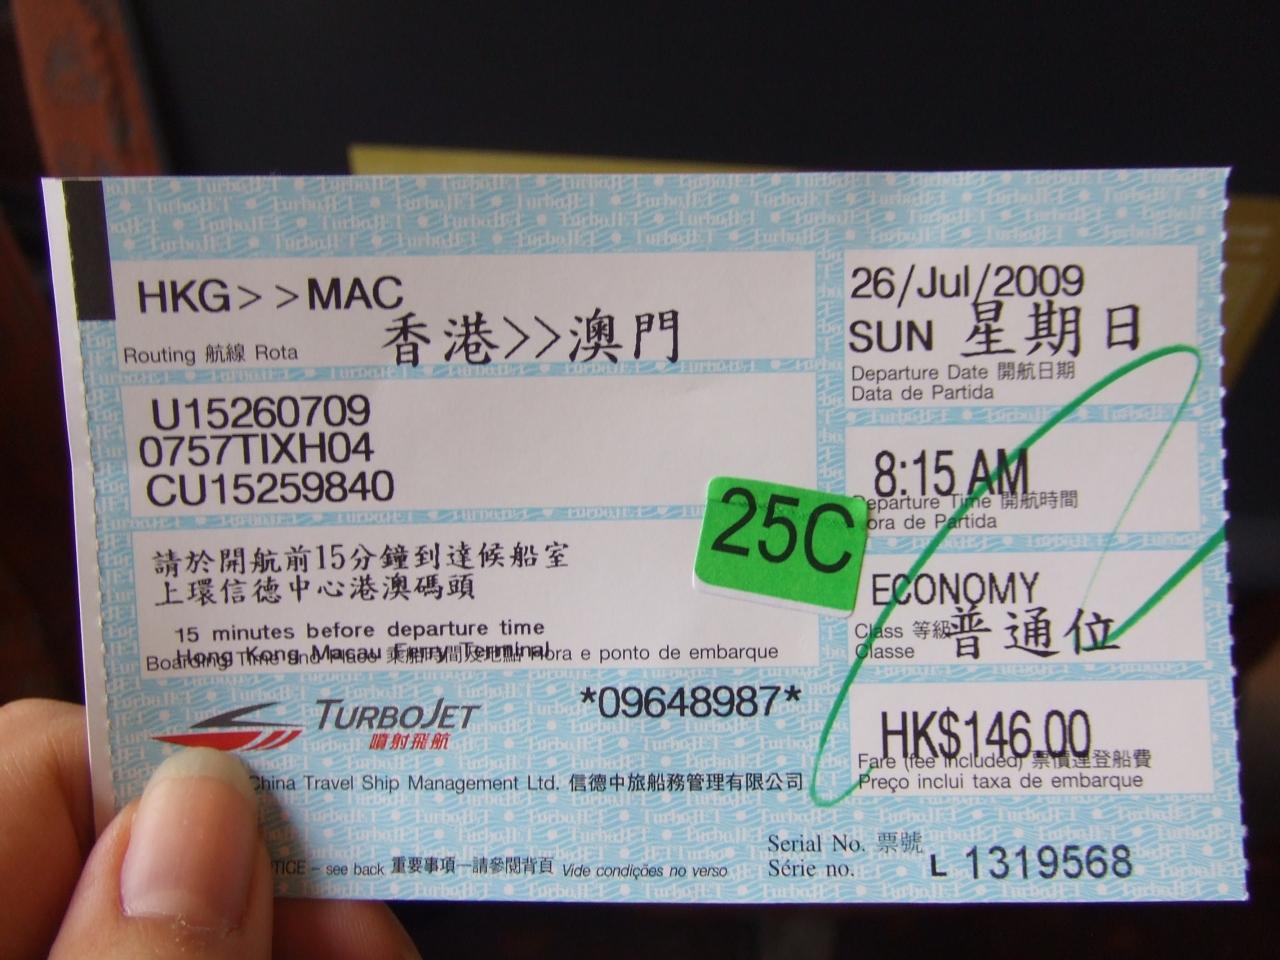 HKG>>MAC
香港>>澳門
Routing 航線 Rota
26/Jul/2009
SUN 星期日
Departure Date 開航日期
Data de Partida
U15260709
0757TIXH04
CU15259840
8:15 AM
Departure Time 開航時間
ora de Partida
25C
請於開航前15分鐘到達候船室
上環信德中心港澳碼頭
15 minutes before departure time
Hong Kong Macau Ferry Terminal
Boarding Time and Place 乘船時間及地點 Hora e ponto de embarque
ECONOMY
普通位
Class 等級
Classe
TURBOJET
噴射飛航
*09648987*
HK$146.00
Fare (fee included) 票價連登船費
Preço inclui taxa de embarque
China Travel Ship Management Ltd. 信德中旅船務管理有限公司
TICE – see back 重要事項一請參閱背頁 Vide condições no verso
Serial No. 票號
Série no.
L 1319568